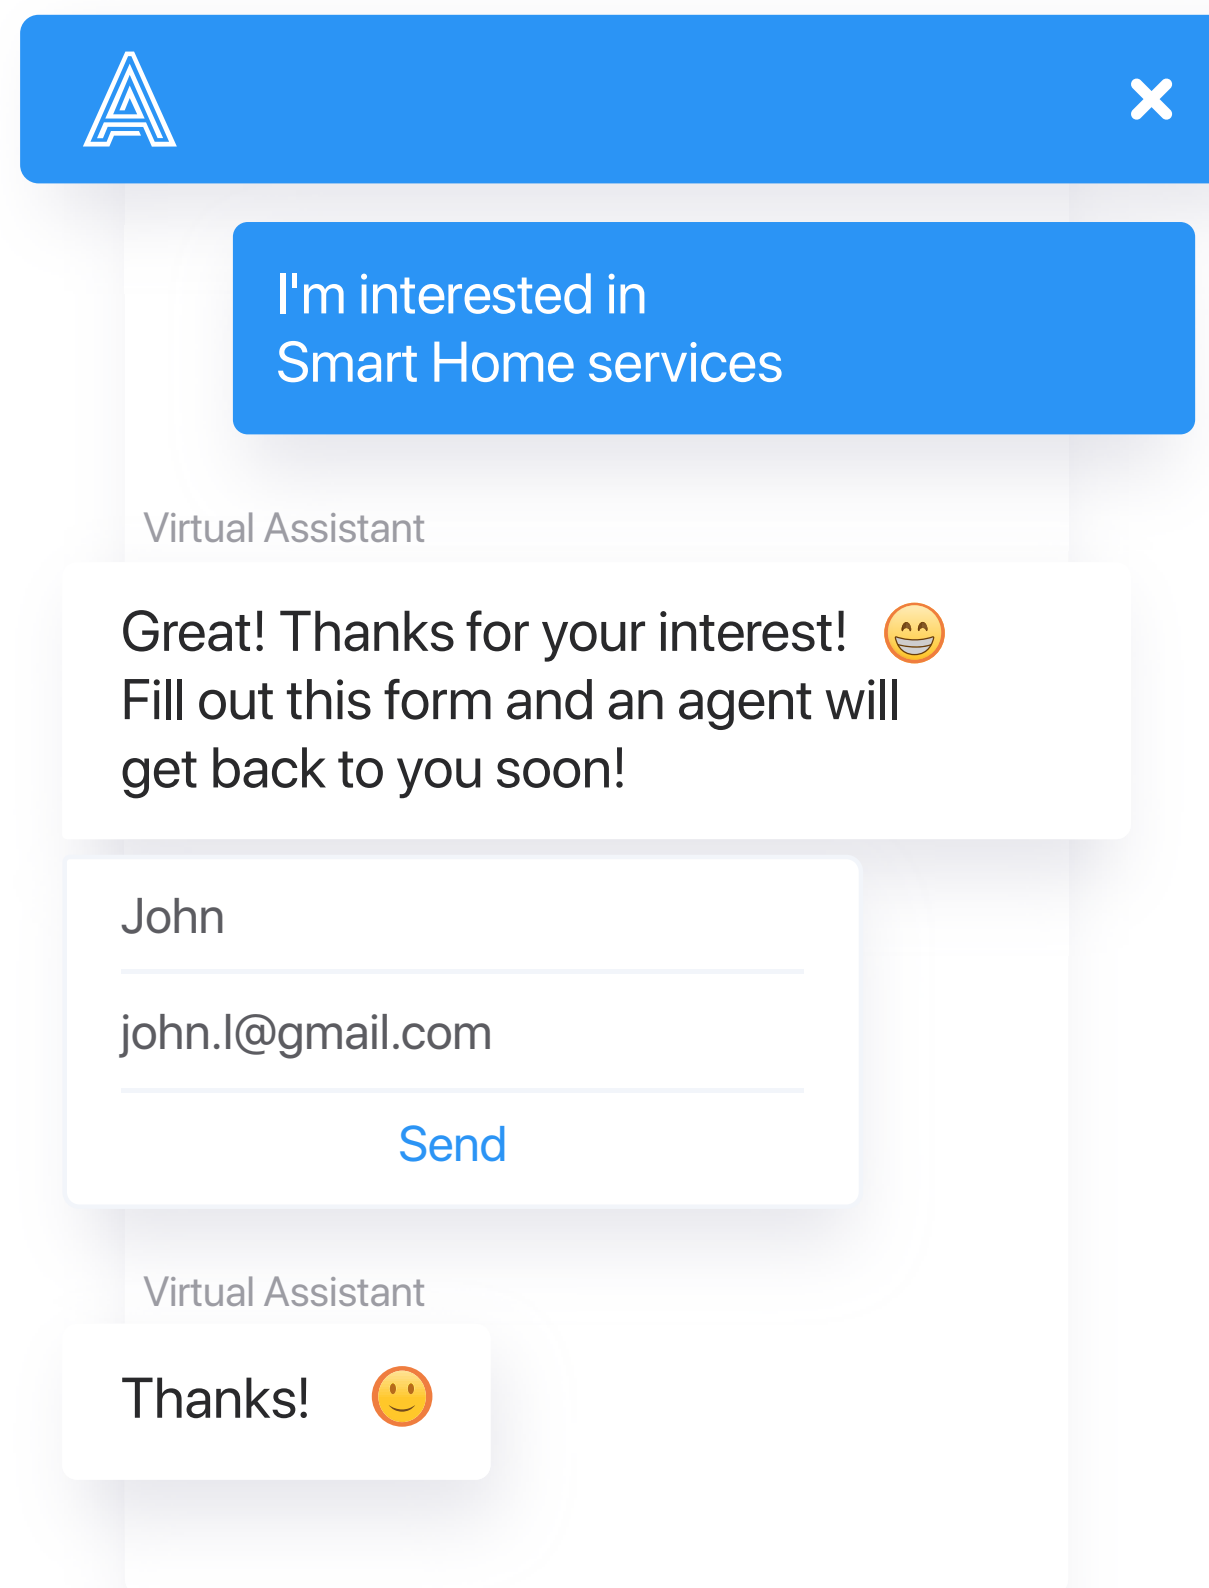 A
I'm interested in
Smart Home services
Virtual Assistant
Great! Thanks for your interest! 😁
Fill out this form and an agent will
get back to you soon!
John
john.l@gmail.com
Send
Virtual Assistant
Thanks! 🙂